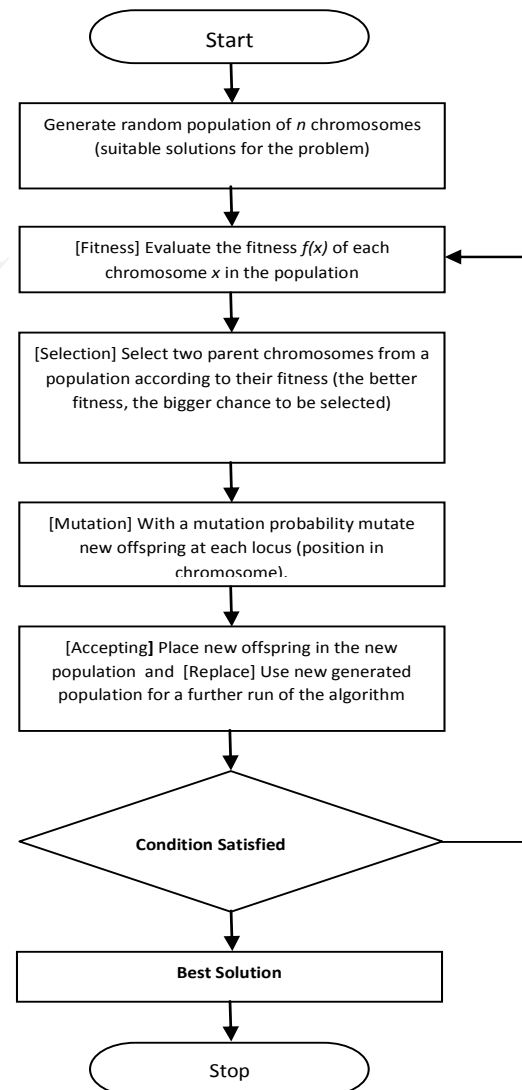 Start
Generate random population of n chromosomes
(suitable solutions for the problem)
[Fitness] Evaluate the fitness f(x) of each
chromosome x in the population
[Selection] Select two parent chromosomes from a
population according to their fitness (the better
fitness, the bigger chance to be selected)
[Mutation] With a mutation probability mutate
new offspring at each locus (position in
chromosome).
[Accepting] Place new offspring in the new
population and [Replace] Use new generated
population for a further run of the algorithm
Condition Satisfied
Best Solution
Stop